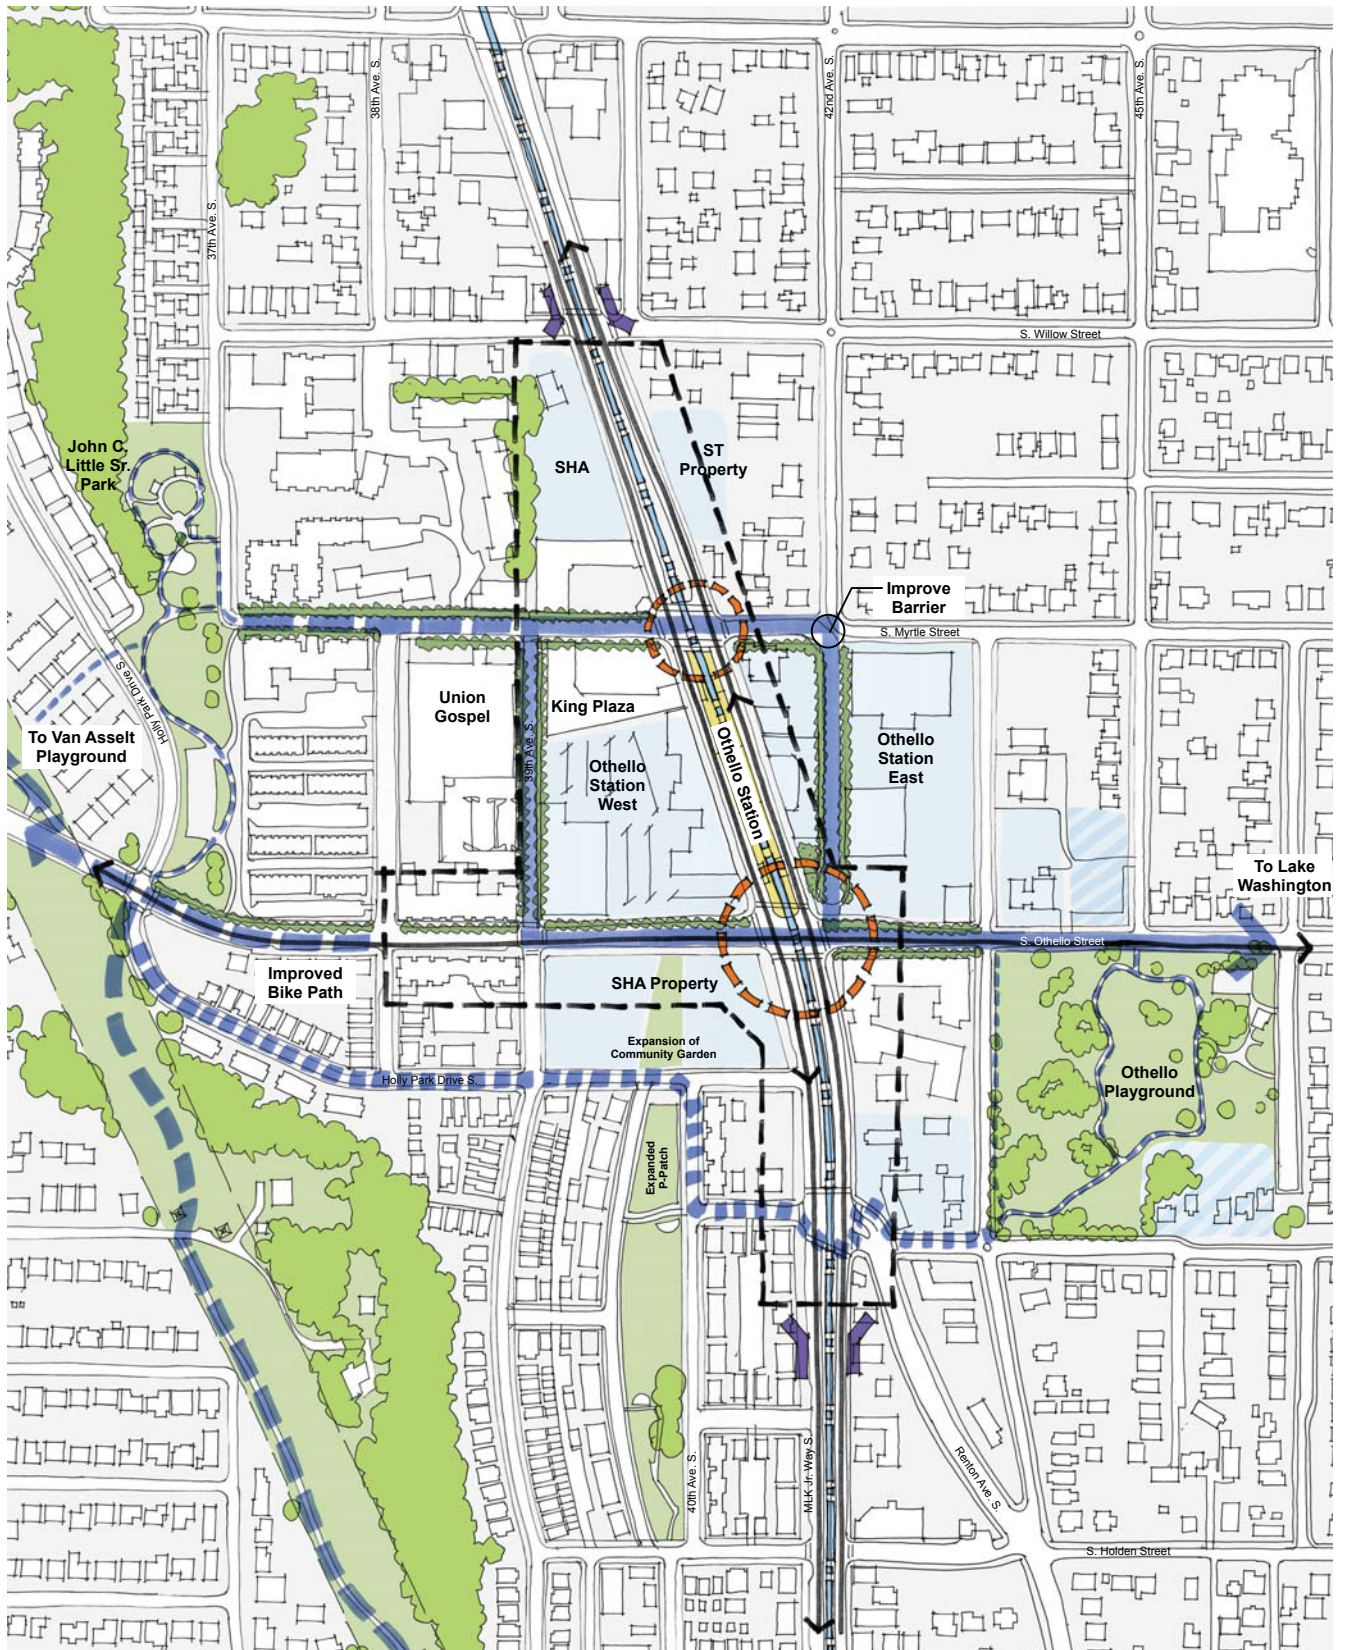 38th Ave. S.
42nd Ave. S.
45th Ave. S.
37th Ave. S.
S. Willow Street
John C.
Little Sr.
Park
SHA
ST
Property
Improve
Barrier
S. Myrtle Street
Holly Park Drive S.
To Van Asselt
Playground
Union
Gospel
King Plaza
39th Ave. S.
Othello
Station
West
Othello Station
Othello
Station
East
To Lake
Washington
S. Othello Street
Improved
Bike Path
SHA Property
Expansion of
Community Garden
Holly Park Drive S.
Othello
Playground
Expanded
P-Patch
40th Ave. S.
MLK Jr. Way S.
Renton Ave. S.
S. Holden Street